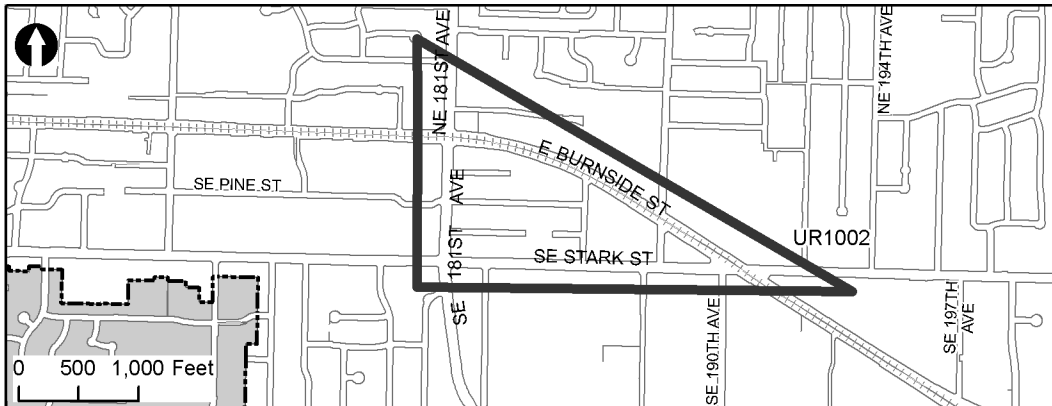 NE 181ST AVE
NE 194TH AVE
E BURNSIDE ST
SE PINE ST
SE 181ST AVE
UR1002
SE STARK ST
SE 190TH AVE
SE 197TH
AVE
0 500 1,000 Feet